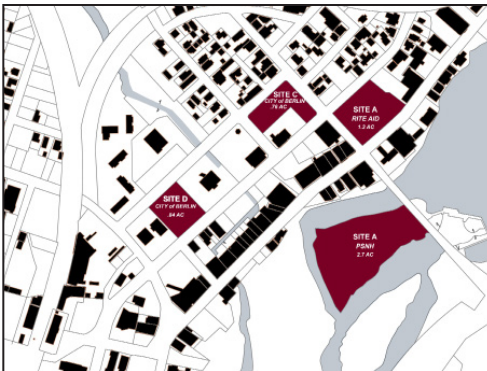 SITE C
CITY of BERLIN
.76 AC
SITE A
RITE AID
1.3 AC
SITE D
CITY of BERLIN
.84 AC
SITE A
PSNH
2.7 AC